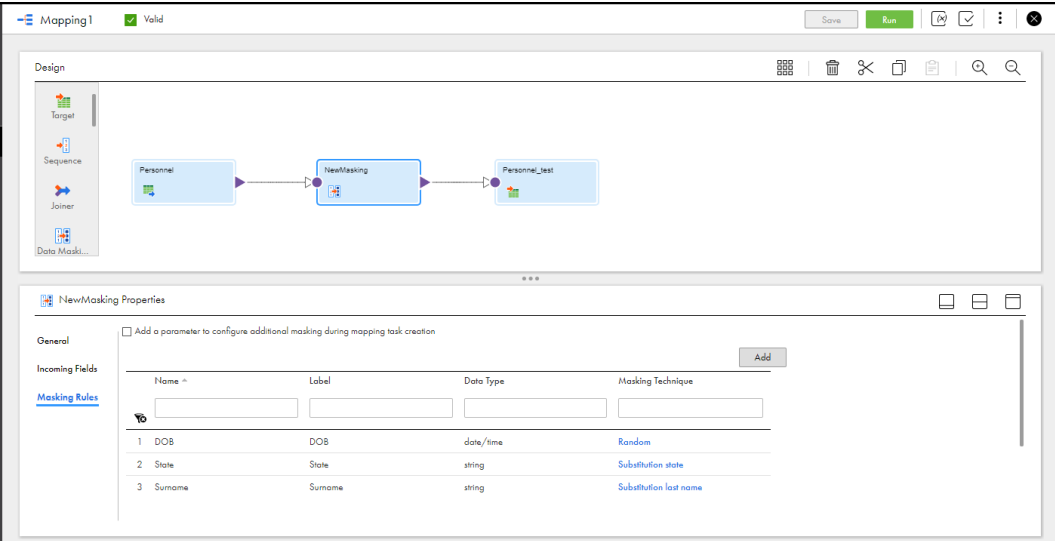 Mapping1 Valid Save Run
Design
Target
Sequence
Joiner
Data Maski...
Personnel NewMasking Personnel_test
NewMasking Properties
General
Incoming Fields
Masking Rules
Add a parameter to configure additional masking during mapping task creation
Add
Name Label Data Type Masking Technique
1 DOB DOB date/time Random
2 State State string Substitution state
3 Surname Surname string Substitution last name